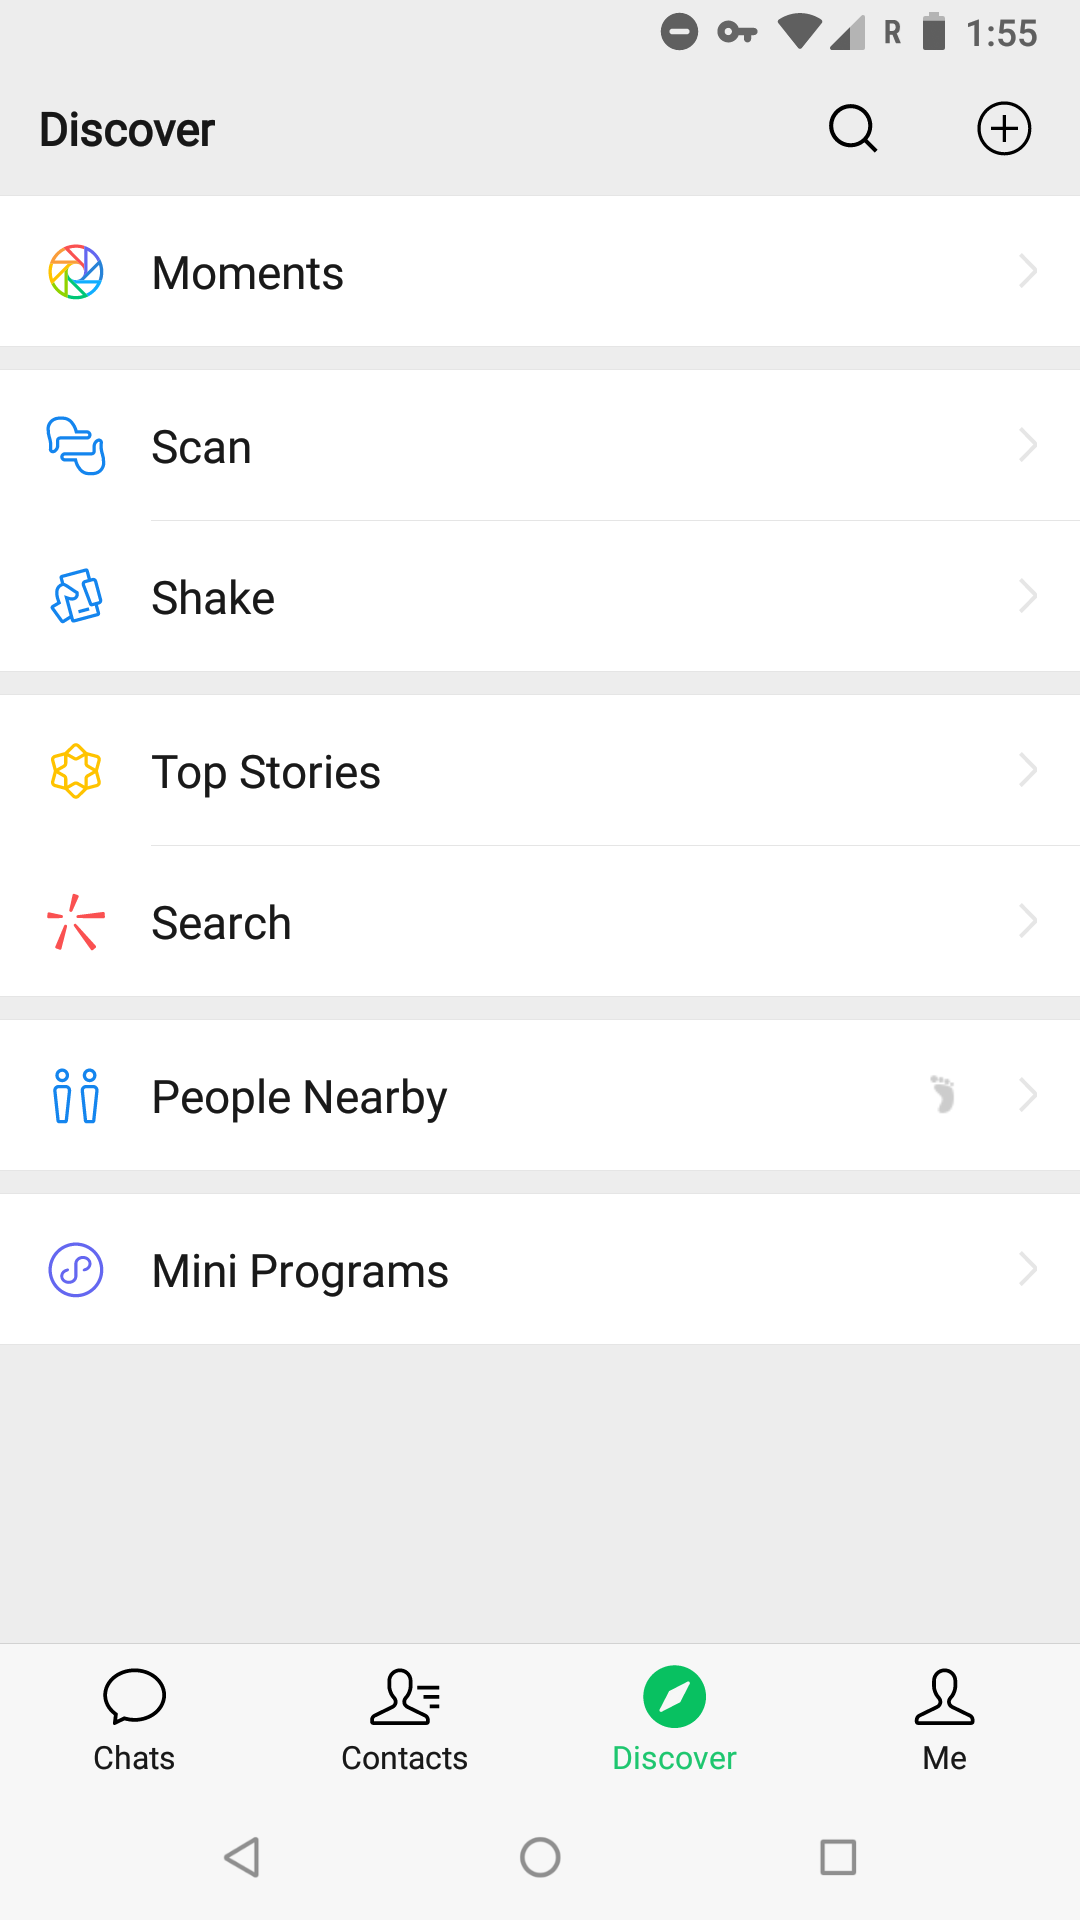 R 1:55
Discover
Moments
Scan
Shake
Top Stories
Search
People Nearby
Mini Programs
Chats Contacts Discover Me